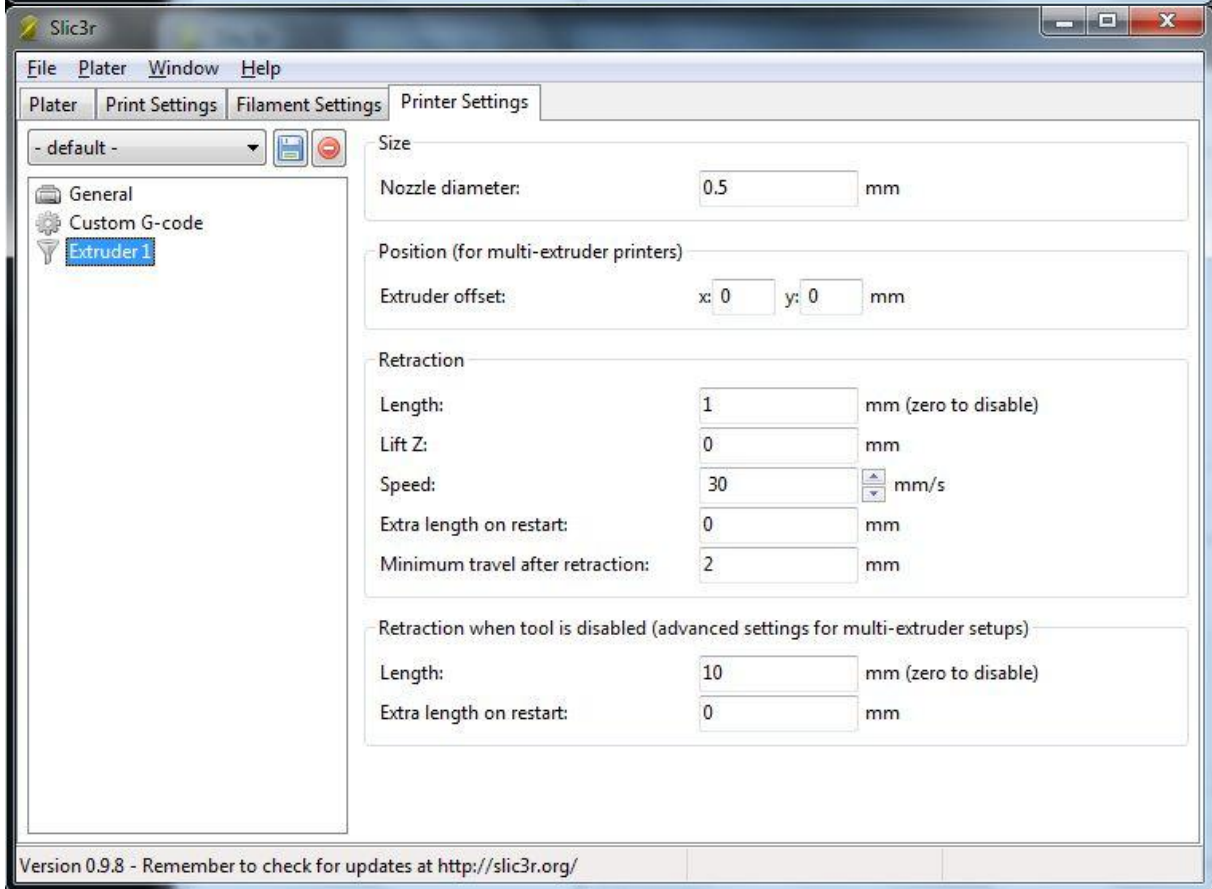 Slic3r
File Plater Window Help
Plater Print Settings Filament Settings Printer Settings
- default -
General
Custom G-code
Extruder 1
Size
Nozzle diameter: 0.5 mm
Position (for multi-extruder printers)
Extruder offset: x: 0 y: 0 mm
Retraction
Length: 1 mm (zero to disable)
Lift Z: 0 mm
Speed: 30 mm/s
Extra length on restart: 0 mm
Minimum travel after retraction: 2 mm
Retraction when tool is disabled (advanced settings for multi-extruder setups)
Length: 10 mm (zero to disable)
Extra length on restart: 0 mm
Version 0.9.8 - Remember to check for updates at http://slic3r.org/